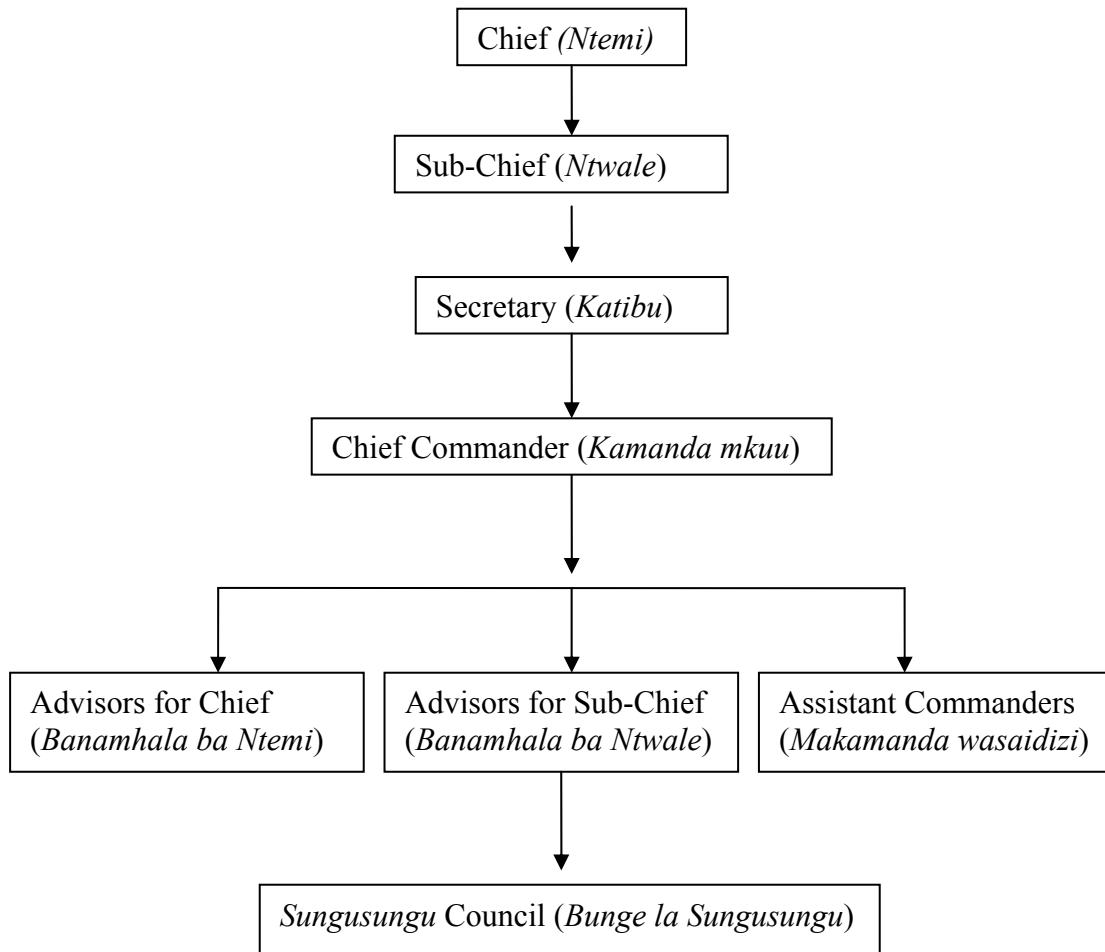 Chief (Ntemi)
Sub-Chief (Ntwale)
Secretary (Katibu)
Chief Commander (Kamanda mkuu)
Advisors for Chief
(Banamhala ba Ntemi)
Advisors for Sub-Chief
(Banamhala ba Ntwale)
Assistant Commanders
(Makamanda wasaidizi)
Sungusungu Council (Bunge la Sungusungu)